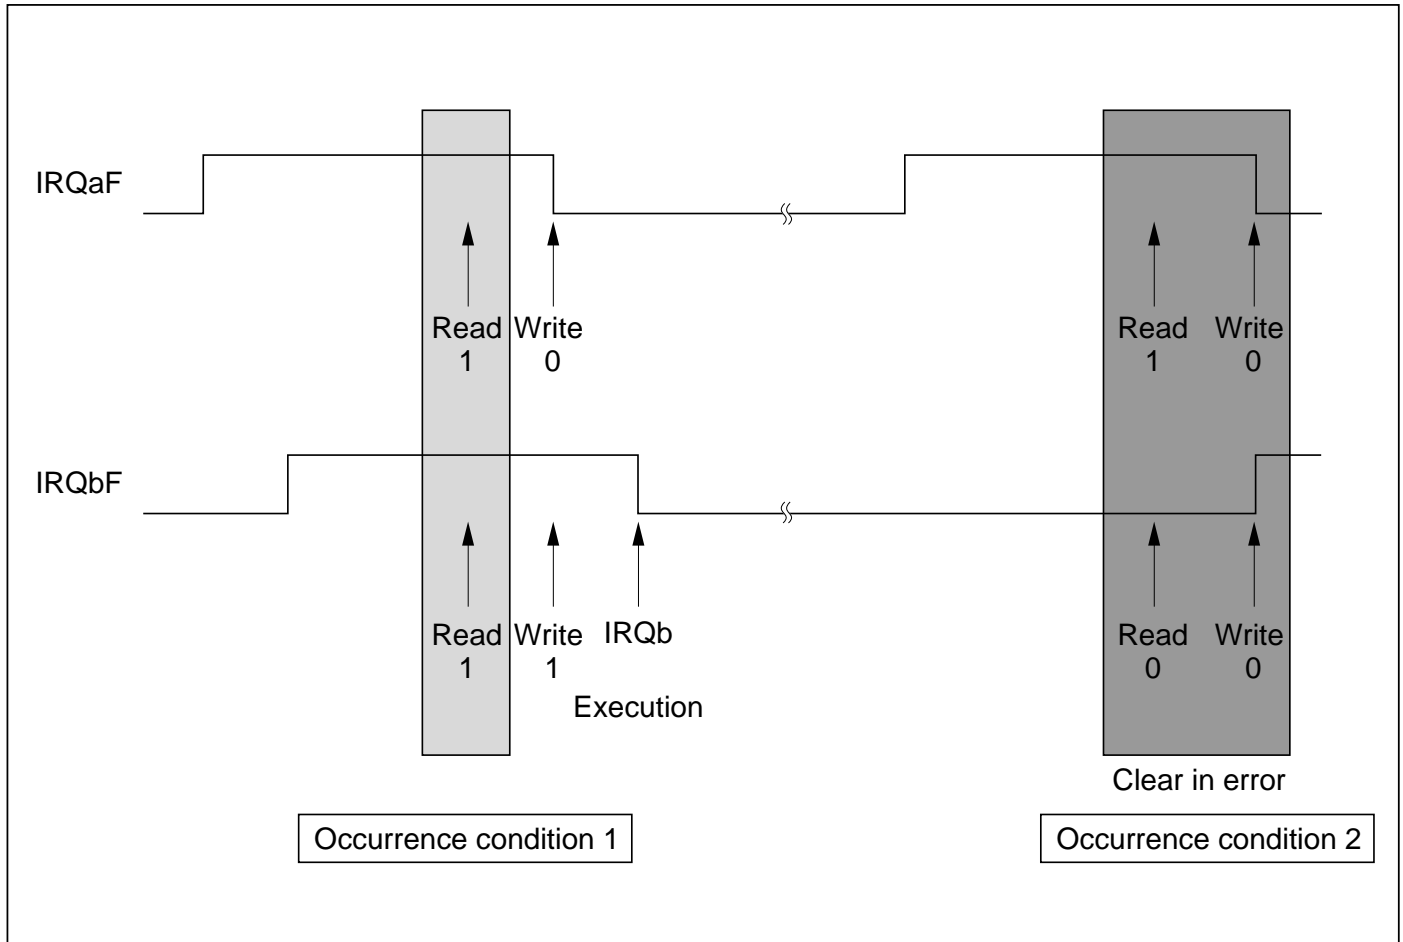 IRQaF
Read Write
1 0
Read Write
1 0
IRQbF
Read Write IRQb
1 1
Execution
Read Write
0 0
Clear in error
Occurrence condition 1
Occurrence condition 2